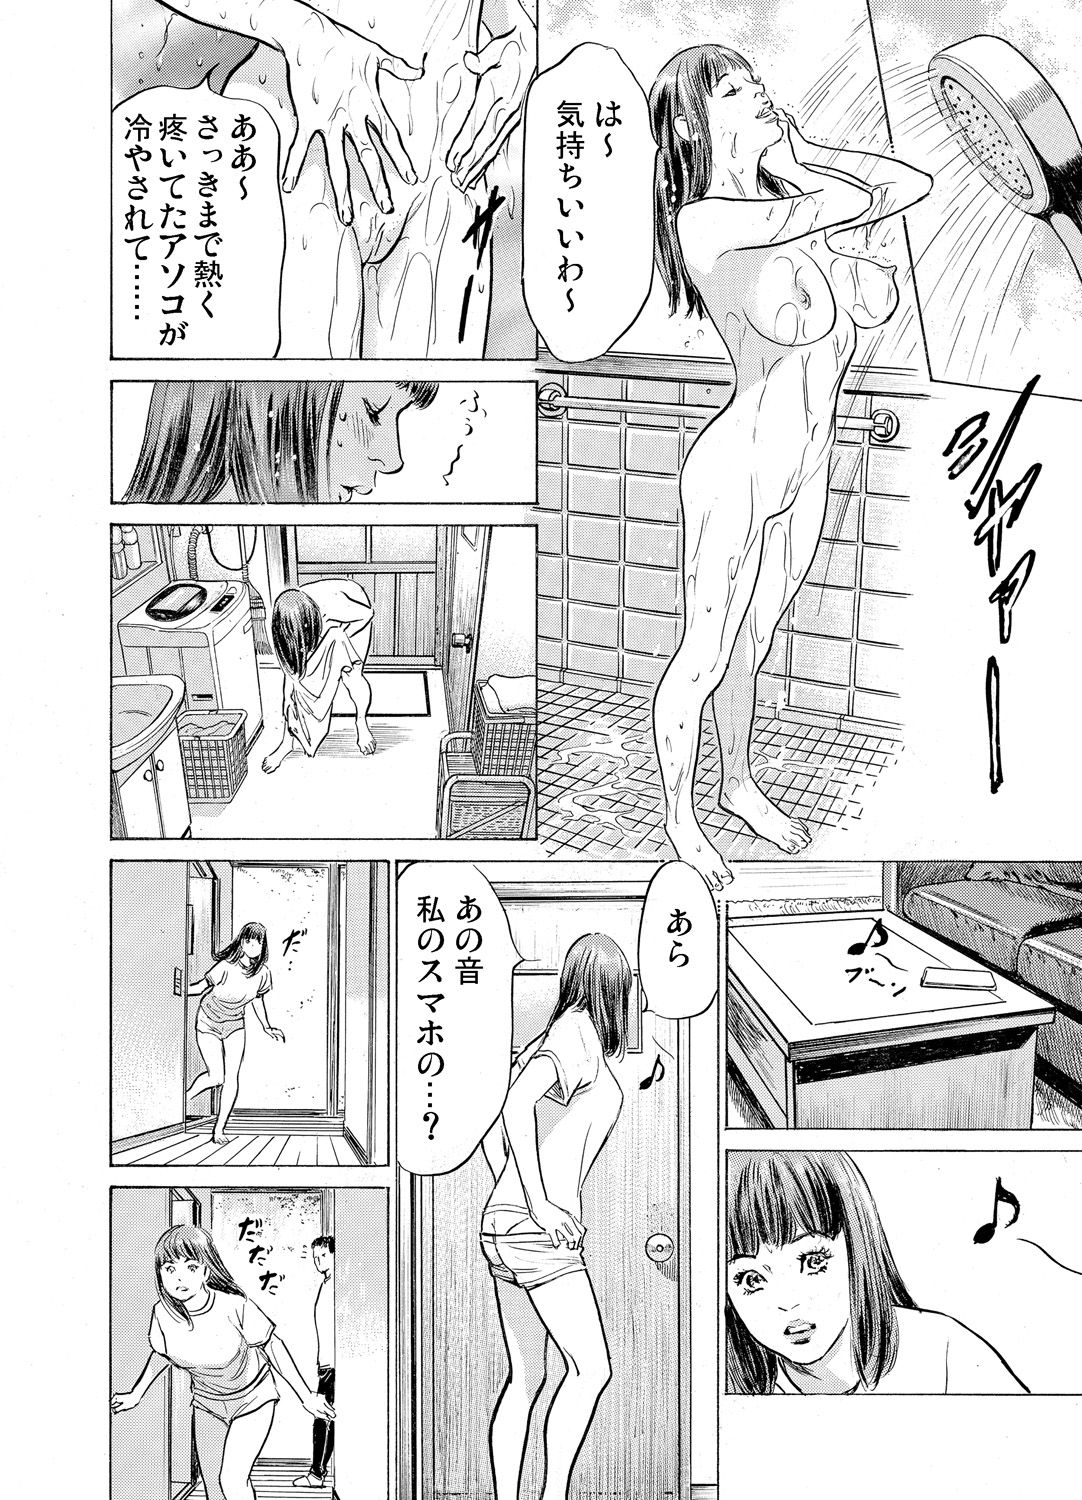 シャアー
は～
気持ちいいわ～
ああ～
さっきまで熱く
疼いてたアソコが
冷やされて……
サー
ふぅ～
ブーン
あら
あの音
私のスマホの…?
だ…
だだだ